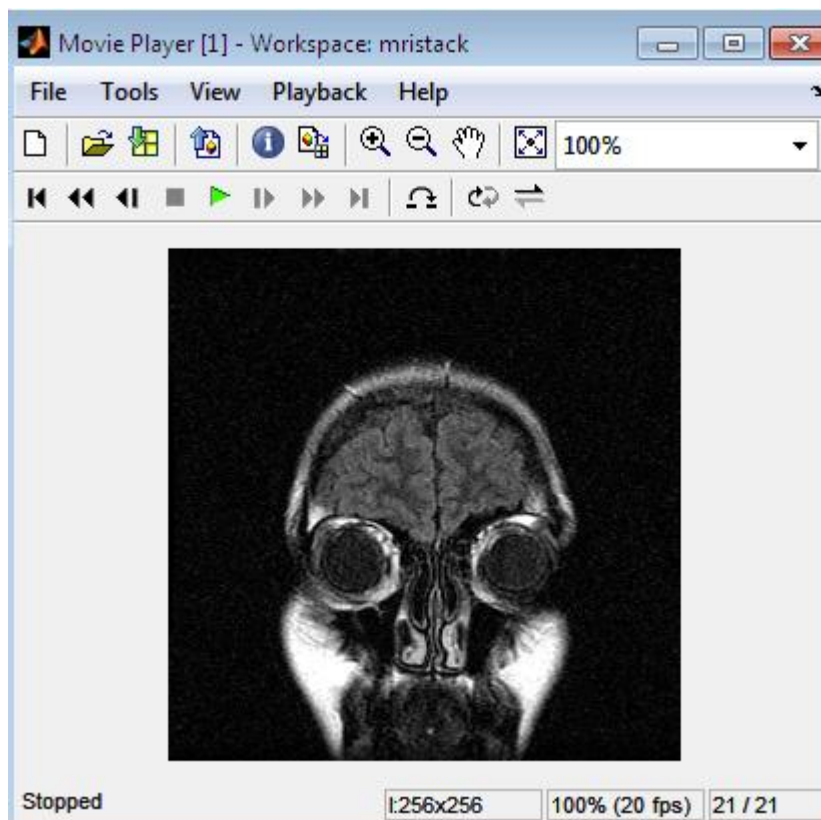 Movie Player [1] - Workspace: mristack
File Tools View Playback Help
100%
Stopped I:256x256 100% (20 fps) 21 / 21